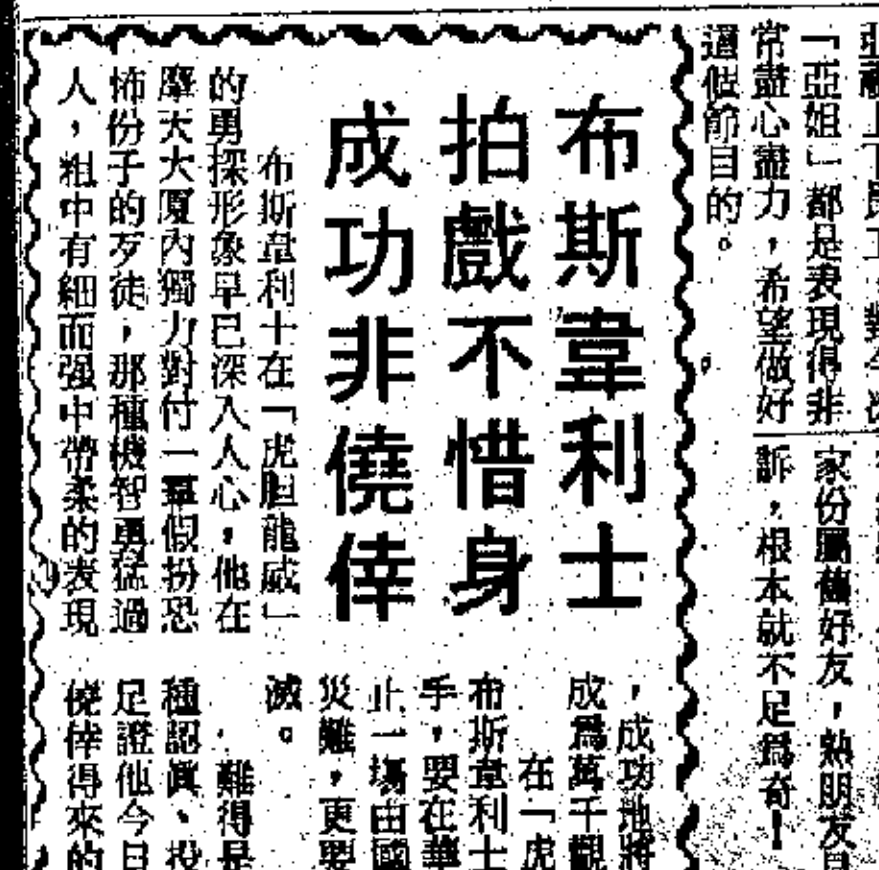 這個節目的。
「亞姐」都是表現得非
常盡心盡力，希望做好
家份屬舊好友，熟朋友
訴，根本就不足爲奇！
布斯韋利士
拍戲不惜身
成功非僥倖
布斯韋利士在「虎胆龍威」
的勇探形象早已深入人心，他在
摩天大厦內獨力對付一羣假扮恐
怖份子的歹徒，那種機智勇猛過
人，粗中有細而强中帶柔的表現
，成功地將
成爲萬千觀
在「虎
布斯韋利士
手，要在華
止一場由國
災難，更要
滅。
難得是
種認眞、投
足證他今日
僥倖得來的